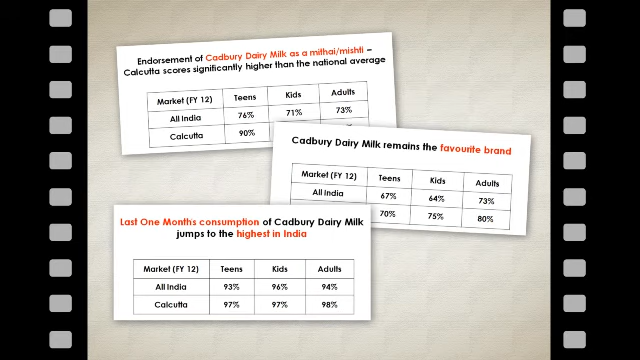 Endorsement of Cadbury Dairy Milk as a mithai/mishti –
Calcutta scores significantly higher than the national average
Market (FY 12) Teens Kids Adults
All India 76% 71% 73%
Calcutta 90%
Cadbury Dairy Milk remains the favourite brand
Market (FY 12) Teens Kids Adults
All India 67% 64% 73%
70% 75% 80%
Last One Month's consumption of Cadbury Dairy Milk
jumps to the highest in India
Market (FY 12) Teens Kids Adults
All India 93% 96% 94%
Calcutta 97% 97% 98%